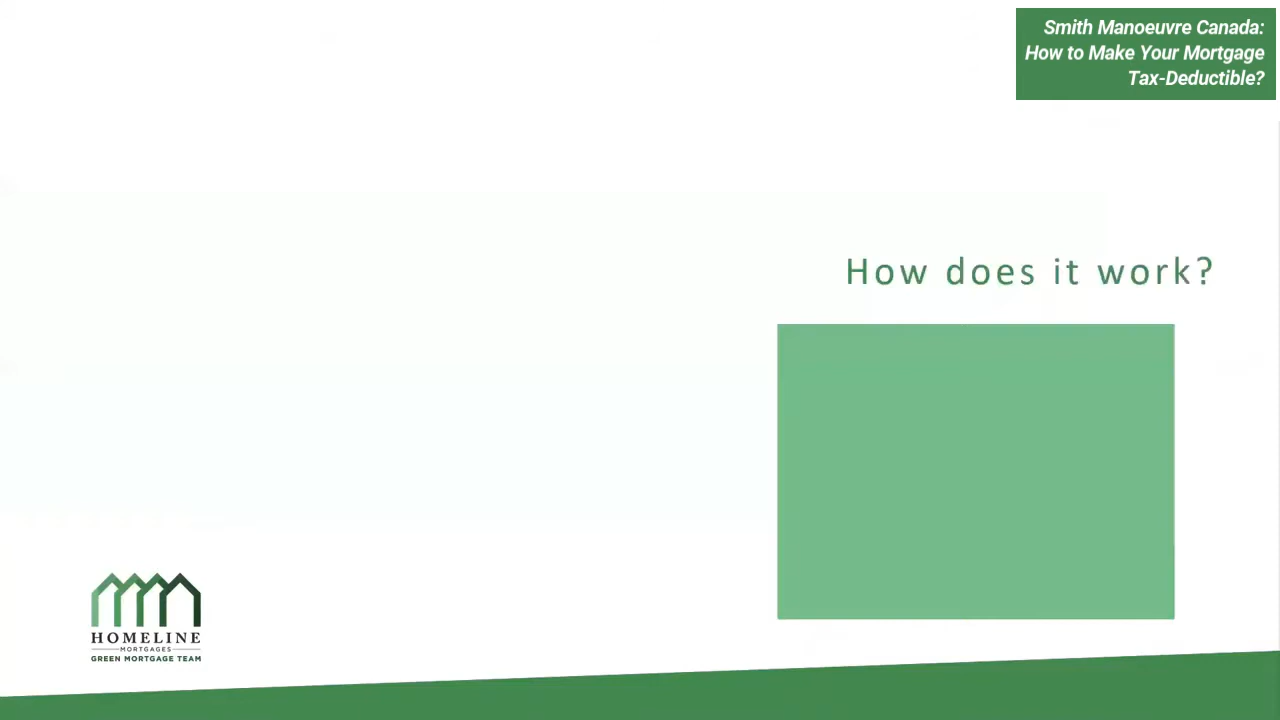 Smith Manoeuvre Canada:
How to Make Your Mortgage
Tax-Deductible?
How does it work?
HOMELINE
MORTGAGES
GREEN MORTGAGE TEAM